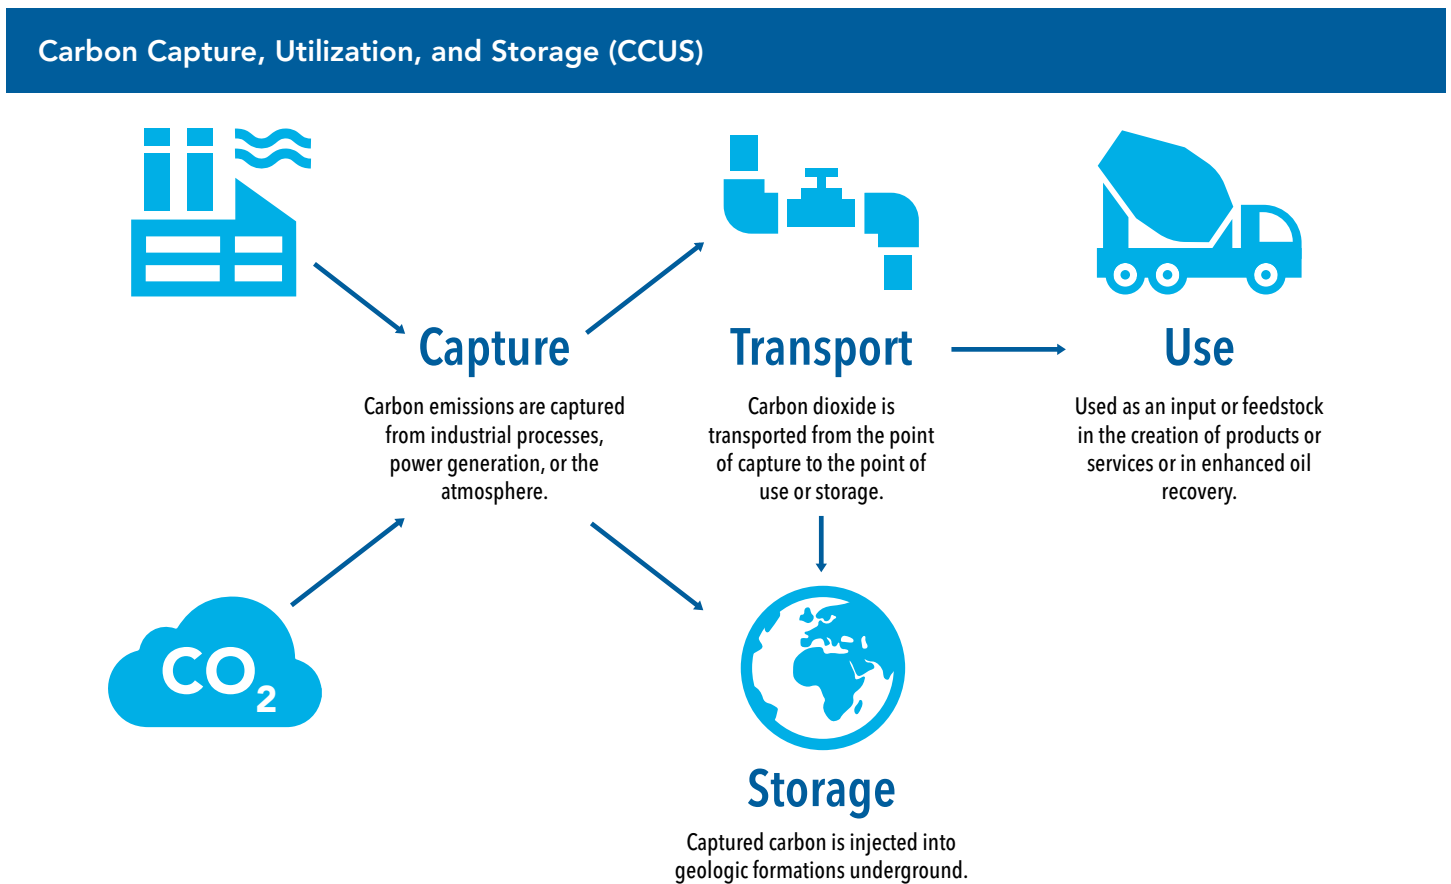 Carbon Capture, Utilization, and Storage (CCUS)
Capture
Carbon emissions are captured
from industrial processes,
power generation, or the
atmosphere.
Transport
Carbon dioxide is
transported from the point
of capture to the point of
use or storage.
Use
Used as an input or feedstock
in the creation of products or
services or in enhanced oil
recovery.
CO₂
Storage
Captured carbon is injected into
geologic formations underground.